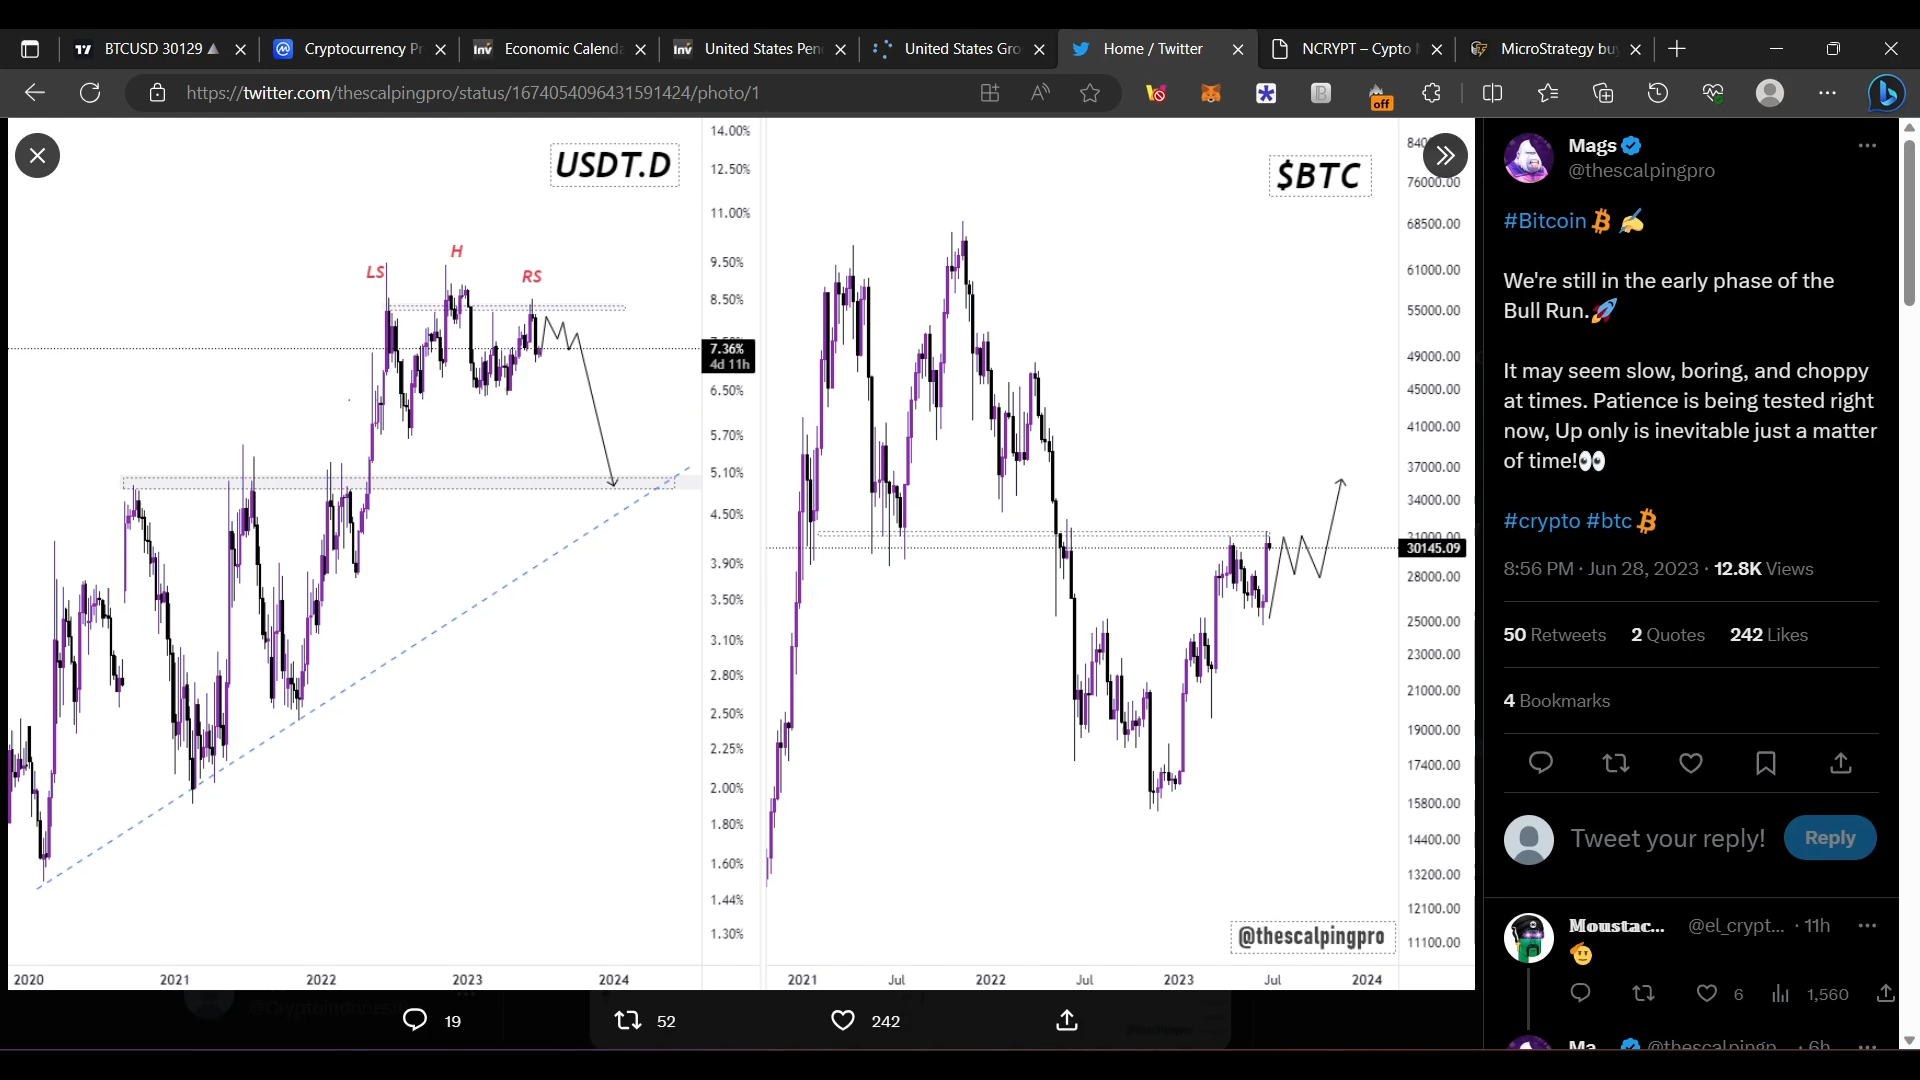 BTCUSD 30129
Cryptocurrency Pr
Economic Calenda
United States Pen
United States Gro
Home / Twitter
NCRYPT – Cypto
MicroStrategy buy
https://twitter.com/thescalpingpro/status/1674054096431591424/photo/1
off
USDT.D
LS
H
RS
14.00%
12.50%
11.00%
9.50%
8.50%
7.36%
4d 11h
6.50%
5.70%
5.10%
4.50%
3.90%
3.50%
3.10%
2.80%
2.50%
2.25%
2.00%
1.80%
1.60%
1.44%
1.30%
2020
2021
2022
2023
2024
$BTC
76000.00
68500.00
61000.00
55000.00
49000.00
45000.00
41000.00
37000.00
34000.00
31000.00
30145.09
28000.00
25000.00
23000.00
21000.00
19000.00
17400.00
15800.00
14400.00
13200.00
12100.00
11100.00
@thescalpingpro
2021
Jul
2022
Jul
2023
Jul
2024
19
52
242
Mags
@thescalpingpro
#Bitcoin
We're still in the early phase of the
Bull Run.🚀
It may seem slow, boring, and choppy
at times. Patience is being tested right
now, Up only is inevitable just a matter
of time!👀
#crypto #btc
8:56 PM · Jun 28, 2023 · 12.8K Views
50 Retweets 2 Quotes 242 Likes
4 Bookmarks
Tweet your reply!
Reply
Moustac... @el_crypt... · 11h
6
1,560
Ma @thescalpingp... · 6h